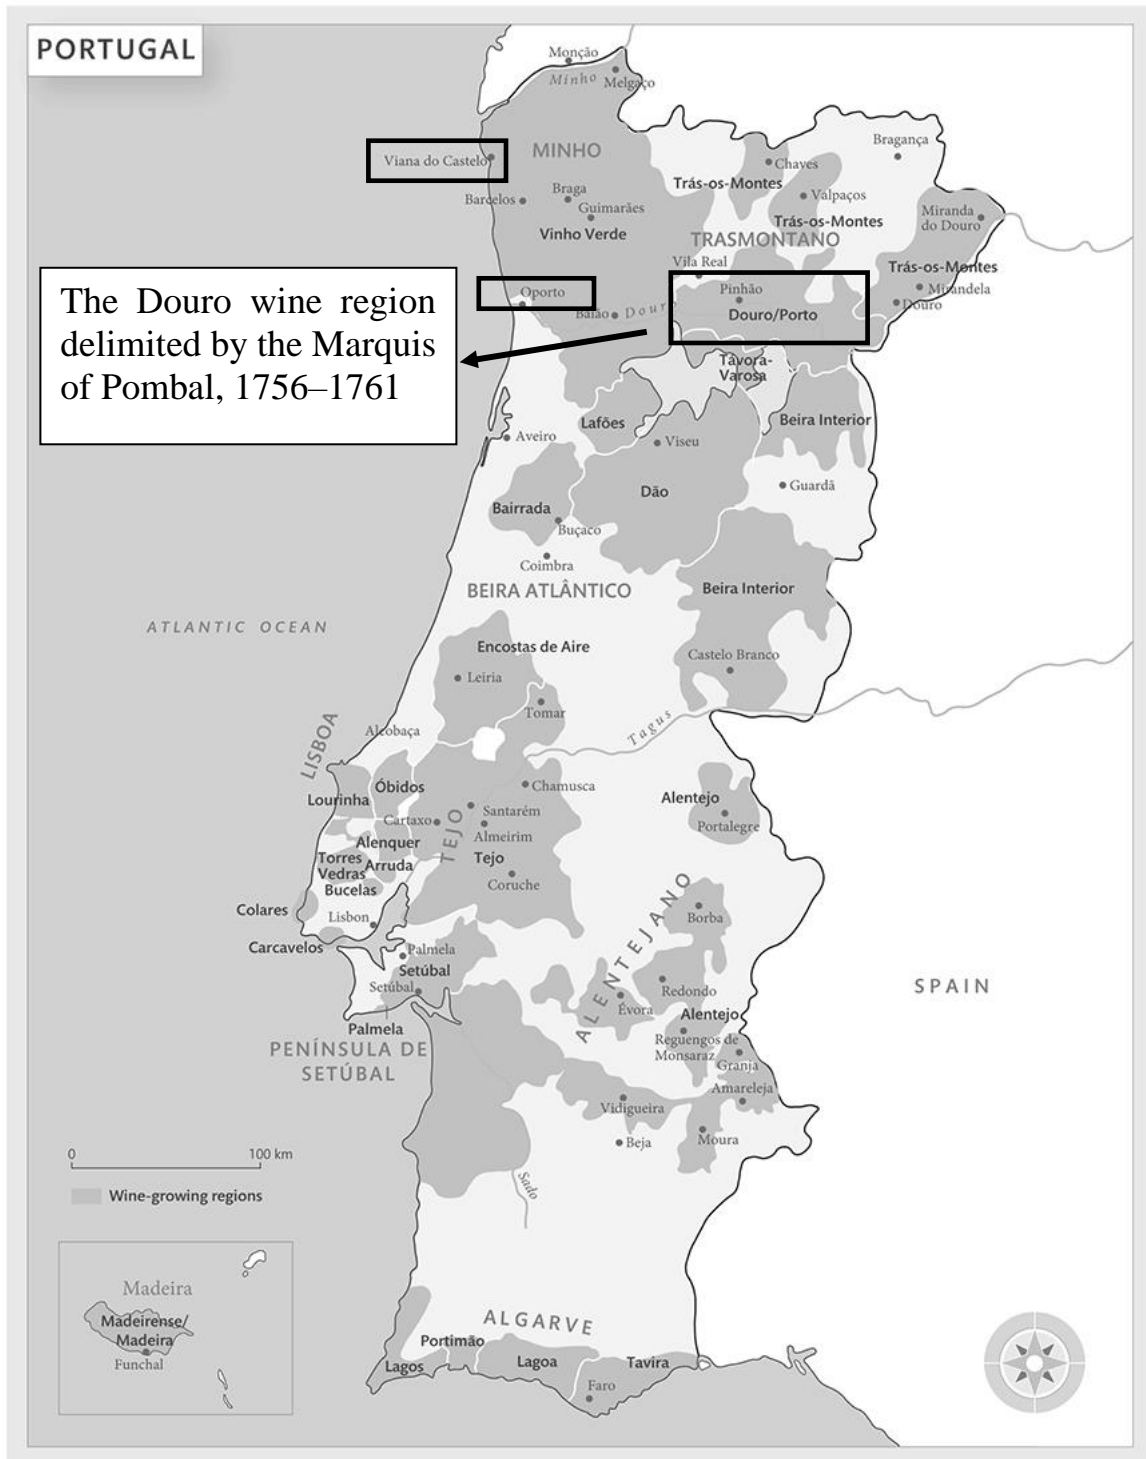 PORTUGAL
Monção
Minho
Melgaço
Bragança
Viana do Castelo
MINHO
Chaves
Trás-os-Montes
Valpaços
Braga
Barcelos
Guimarães
Miranda
do Douro
Trás-os-Montes
Vinho Verde
TRASMONTANO
Vila Real
Trás-os-Montes
Mirandela
Douro
The Douro wine region
delimited by the Marquis
of Pombal, 1756–1761
Oporto
Baião
Douro
Pinhão
Douro/Porto
Távora-
Varosa
Lafões
Beira Interior
Aveiro
Viseu
Guardã
Dão
Bairrada
Buçaco
Coimbra
BEIRA ATLÂNTICO
Beira Interior
ATLANTIC OCEAN
Encostas de Aire
Castelo Branco
Leiria
Tomar
Tagus
Alcobaça
LISBOA
Óbidos
Lourinha
Chamusca
Alentejo
Portalegre
Cartaxo
Santarém
Almeirim
TEJO
Alenquer
Torres
Vedras
Arruda
Tejo
Bucelas
Coruche
Colares
Lisbon
Borba
Carcavelos
Palmela
Setúbal
Setúbal
ALENTEJANO
Redondo
SPAIN
Évora
Alentejo
Palmela
PENÍNSULA DE
SETÚBAL
Reguengos de
Monsaraz
Granja
Amareleja
Vidigueira
Beja
Moura
0
100 km
Sado
Wine-growing regions
Madeira
Madeirense/
Madeira
Funchal
ALGARVE
Portimão
Lagos
Lagoa
Tavira
Faro